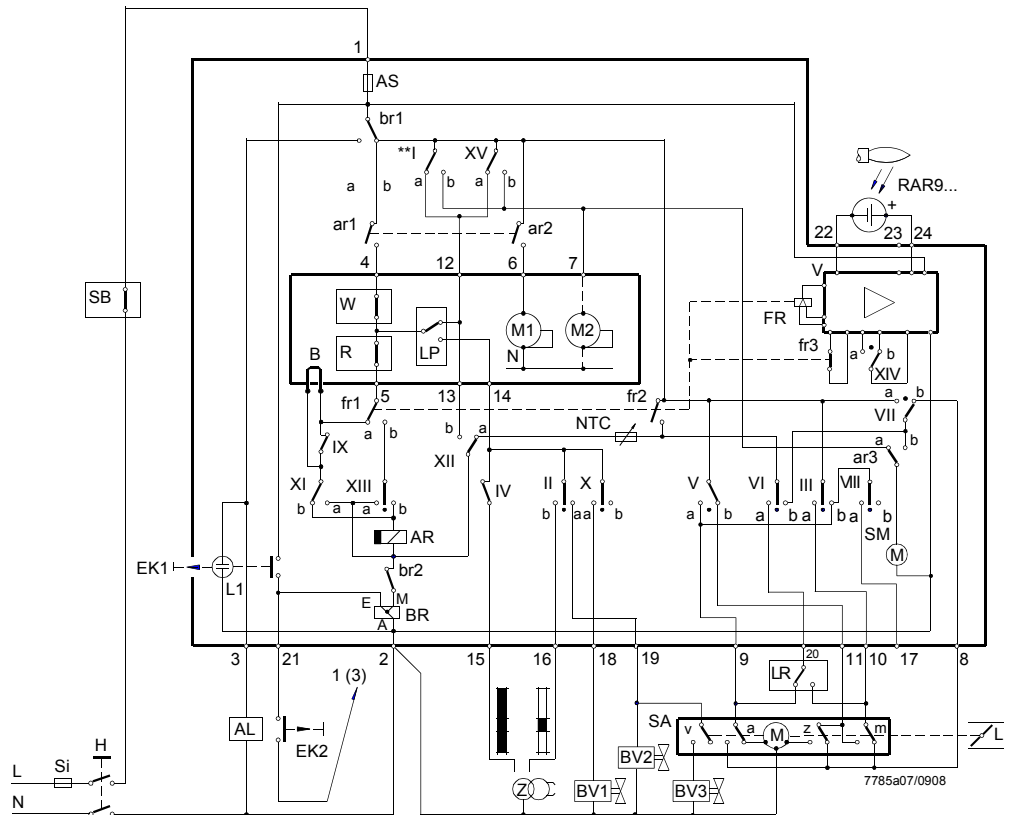 1
AS
br1
**I
XV
a
b
a
b
a
b
RAR9...
+
22
23
24
ar1
ar2
4
12
6
7
V
SB
W
LP
M1
M2
R
N
FR
fr3
a
b
XIV
B
fr1
5
13
14
fr2
a
b
VII
a
b
b
a
NTC
a
b
ar3
IX
XII
XI
XIII
IV
II
X
V
VI
III
VIII
b
a
a
b
b
a
a
b
a
b
a
b
a
b
a
b
SM
AR
M
EK1
L1
br2
E
M
BR
A
3
21
2
15
16
18
19
9
20
11
10
17
8
1 (3)
LR
AL
EK2
SA
v
a
M
z
m
L
H
BV2
L
Si
Z
BV1
BV3
7785a07/0908
N